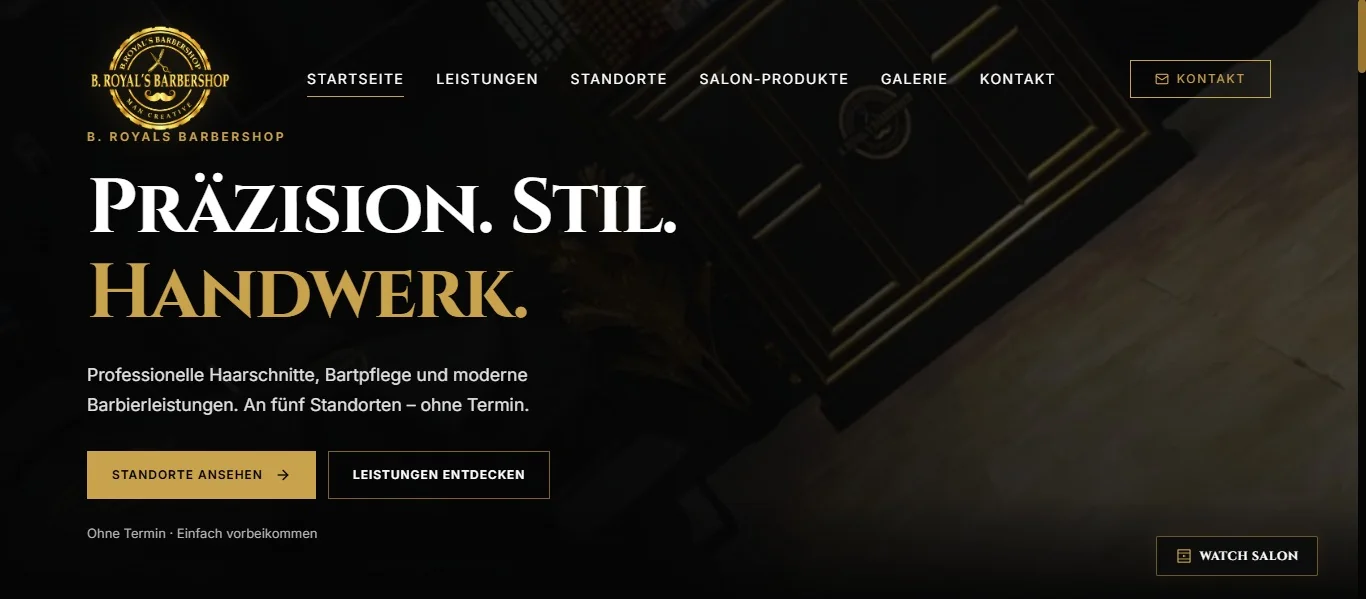 B.ROYAL'S BARBERSHOP
B. ROYAL'S BARBERSHOP
MAN CREATIVE
B. ROYALS BARBERSHOP
STARTSEITE LEISTUNGEN STANDORTE SALON-PRODUKTE GALERIE KONTAKT KONTAKT
PRÄZISION. STIL.
HANDWERK.
Professionelle Haarschnitte, Bartpflege und moderne
Barbierleistungen. An fünf Standorten – ohne Termin.
STANDORTE ANSEHEN → LEISTUNGEN ENTDECKEN
Ohne Termin · Einfach vorbeikommen
WATCH SALON